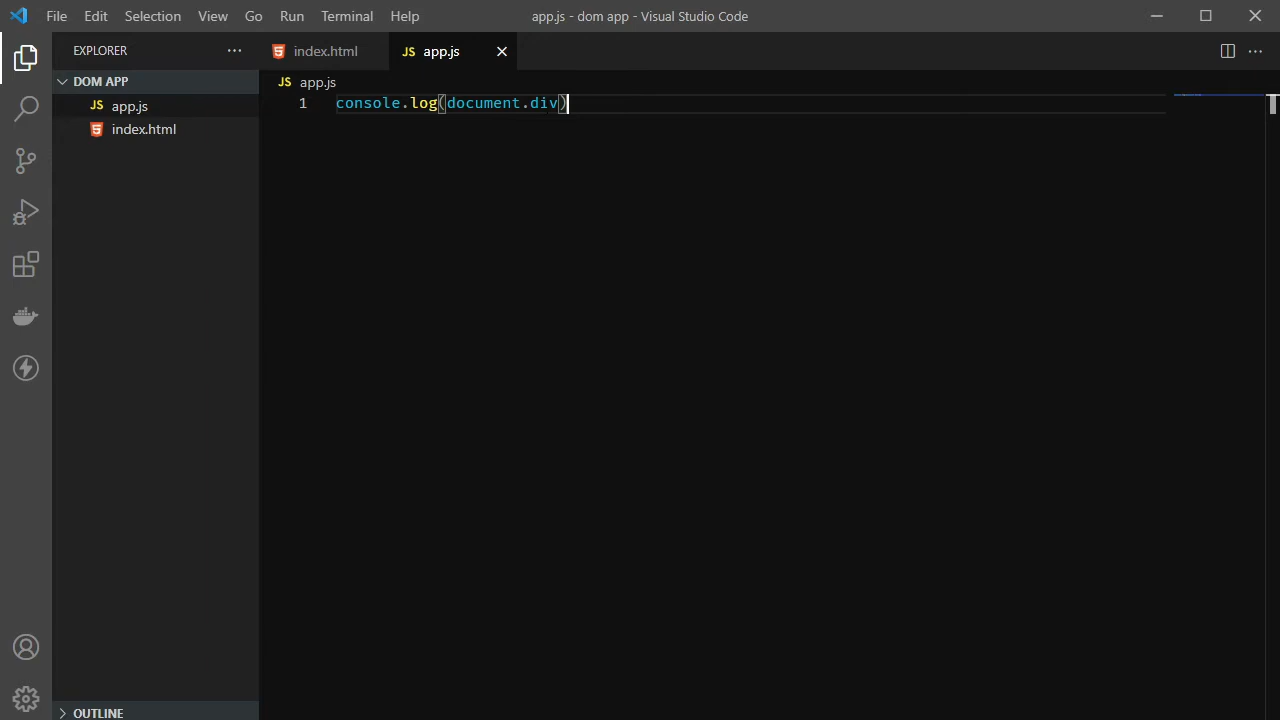 File Edit Selection View Go Run Terminal Help
app.js - dom app - Visual Studio Code
EXPLORER
DOM APP
JS app.js
index.html
OUTLINE
index.html
JS app.js
JS app.js
1 console.log(document.div)